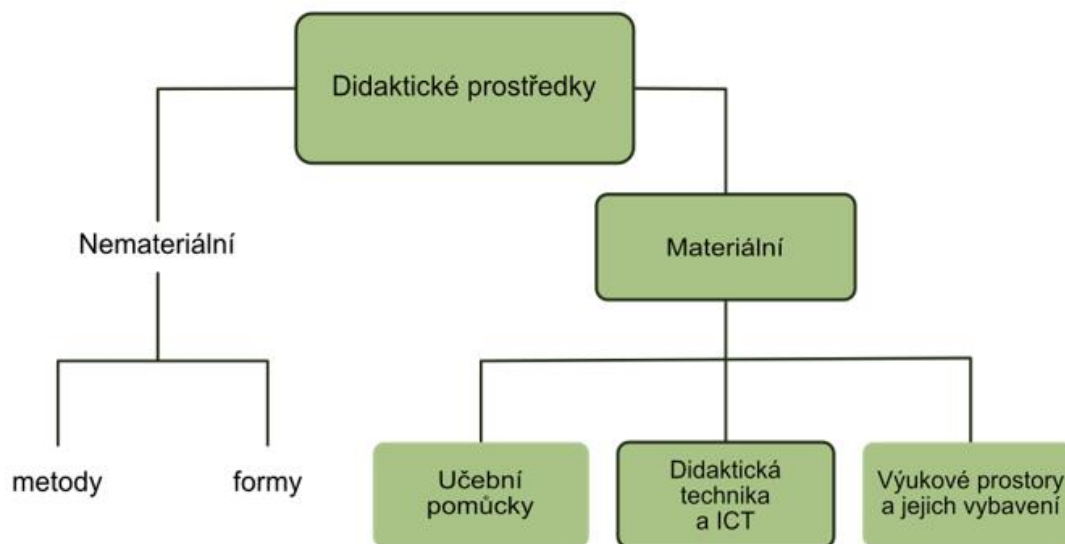 Didaktické prostředky
Nemateriální
Materiální
metody
formy
Učební
pomůcky
Didaktická
technika
a ICT
Výukové prostory
a jejich vybavení